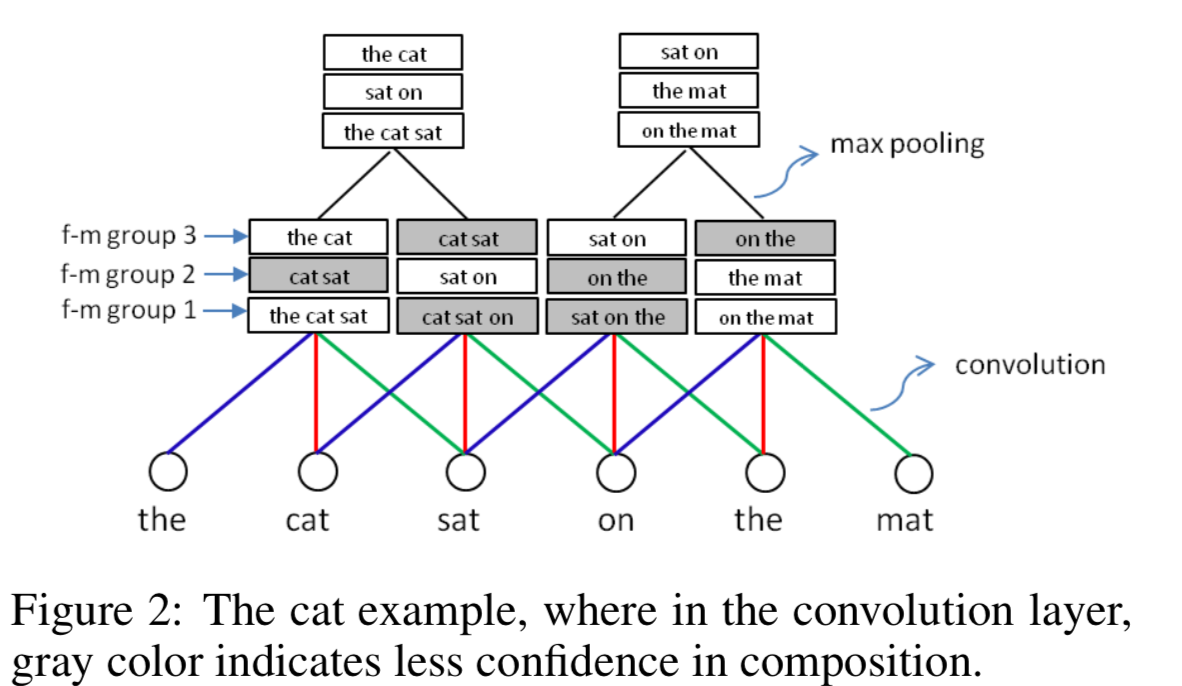 the cat
sat on
sat on
the mat
the cat sat
on the mat
max pooling
f-m group 3
the cat
cat sat
sat on
on the
f-m group 2
cat sat
sat on
on the
the mat
f-m group 1
the cat sat
cat sat on
sat on the
on the mat
convolution
the
cat
sat
on
the
mat
Figure 2: The cat example, where in the convolution layer,
gray color indicates less confidence in composition.